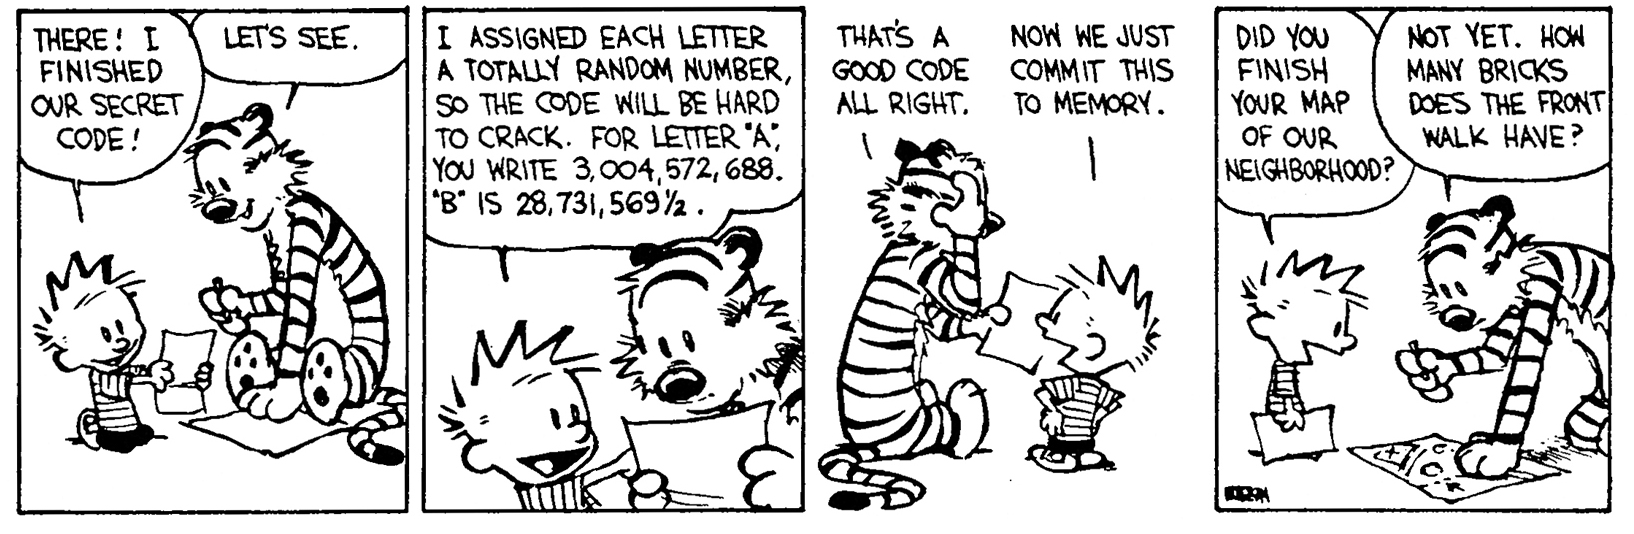 THERE! I
FINISHED
OUR SECRET
CODE!
LET'S SEE.
I ASSIGNED EACH LETTER
A TOTALLY RANDOM NUMBER,
SO THE CODE WILL BE HARD
TO CRACK. FOR LETTER "A",
YOU WRITE 3,004,572,688.
"B" IS 28,731,569½.
THAT'S A
GOOD CODE
ALL RIGHT.
NOW WE JUST
COMMIT THIS
TO MEMORY.
DID YOU
FINISH
YOUR MAP
OF OUR
NEIGHBORHOOD?
NOT YET. HOW
MANY BRICKS
DOES THE FRONT
WALK HAVE?